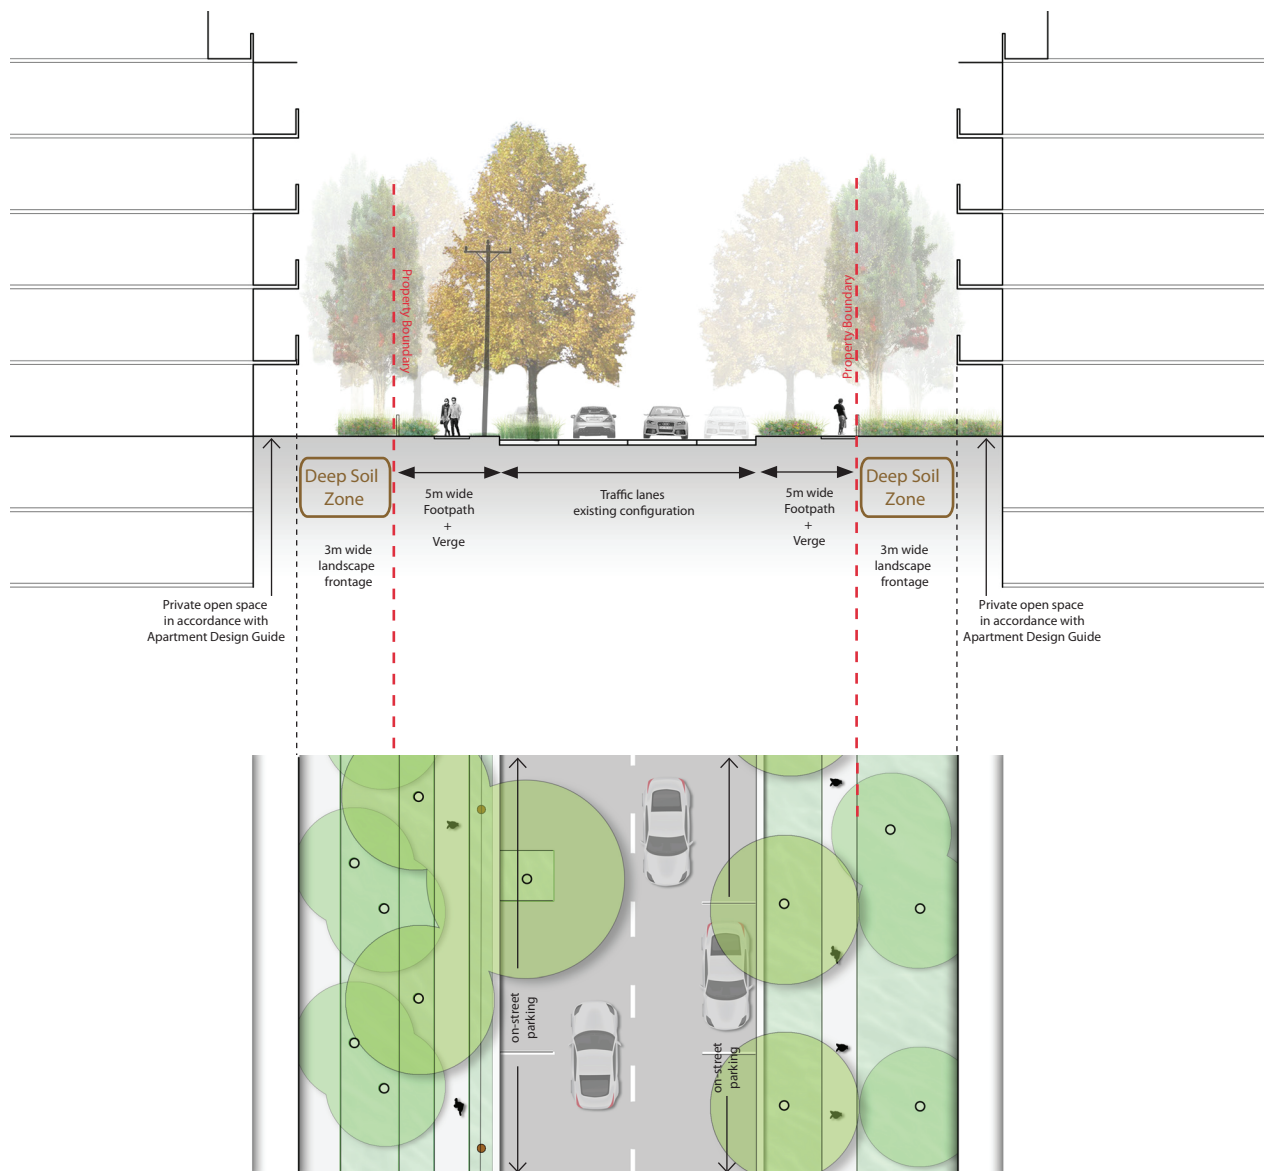 Property Boundary
Property Boundary
Deep Soil
Zone
5m wide
Footpath
+
Verge
Traffic lanes
existing configuration
5m wide
Footpath
+
Verge
Deep Soil
Zone
3m wide
landscape
frontage
3m wide
landscape
frontage
Private open space
in accordance with
Apartment Design Guide
Private open space
in accordance with
Apartment Design Guide
on-street
parking
on-street
parking